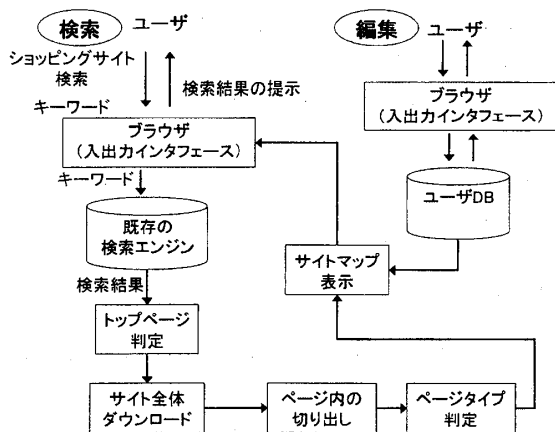 検索
ユーザ
ショッピングサイト
検索
検索結果の提示
キーワード
ブラウザ
(入出力インタフェース)
キーワード
既存の
検索エンジン
検索結果
トップページ
判定
サイト全体
ダウンロード
ページ内の
切り出し
ページタイプ
判定
サイトマップ
表示
編集
ユーザ
ブラウザ
(入出力インタフェース)
ユーザDB